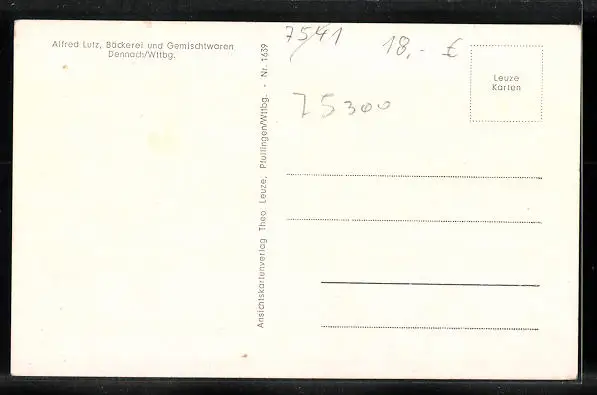 Alfred Lutz, Bäckerei und Gemischtwaren
Dennach/Wttbg.
Ansichtskartenverlag Theo Leuze, Pfullingen/Wttbg. - Nr. 1639
7541
18,- €
75300
Leuze
Karten